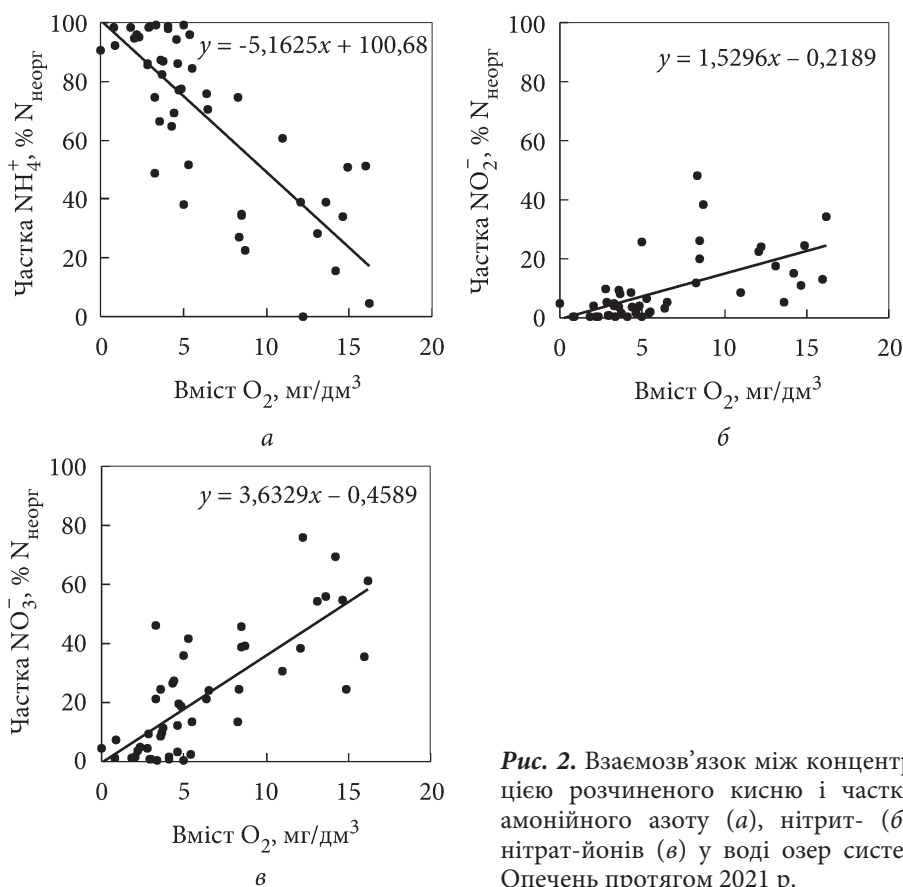 y = -5,1625x + 100,68
100
80
60
40
20
0
Частка NH₄⁺, % Nнеорг
0 5 10 15 20
Вміст O₂, мг/дм³
а
y = 1,5296x – 0,2189
100
80
60
40
20
0
Частка NO₂⁻, % Nнеорг
0 5 10 15 20
Вміст O₂, мг/дм³
б
y = 3,6329x – 0,4589
100
80
60
40
20
0
Частка NO₃⁻, % Nнеорг
0 5 10 15 20
Вміст O₂, мг/дм³
в
Рис. 2. Взаємозв'язок між концентр
цією розчиненого кисню і частк
амонійного азоту (а), нітрит- (б
нітрат-йонів (в) у воді озер систе
Опечень протягом 2021 р.